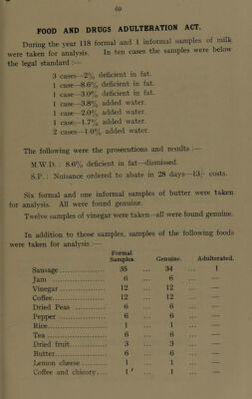 69
FOOD AND DRUGS ADULTERATION ACT.
During the year 118 formal and 1 informal samples of milk
were taken for analysis. In ten cases the samples were below
the legal standard :—
3 cases—2% deficient in fat.
1 case—8.6% deficient in fat.
1 case—3.0% deficient in fat.
1 case—3.8% added water.
1 case—2.0% added water.
1 case—1.7% added water.
2 cases—1.0% added water.
The following were the prosecutions and results :—
M.W.D. : 8.6% deficient in fat—dismissed.
S.P. : Nuisance ordered to abate in 28 days—13/- costs.
Six formal and one informal samples of butter were taken
for analysis. All were found genuine.
Twelve samples of vinegar were taken—all were found genuine.
In addition to these samples, samples of the following foods
were taken for analysis :—
Formal Samples. Genuine. Adulterated.
Sausage ... 35 ... 34 ... 1
Jam ... 6 ... 6 ... —
Vinegar ... 12 ... 12 ... —
Coffee ... 12 ... 12 ... —
Dried Peas ... 6 ... 6 ... —
Pepper ... 6 ... 6 ... —
Rice ... 1 ... 1 ... —
Tea ... 6 ... 6 ... —
Dried fruit ... 3 ... 3 ... —
Butter ... 6 ... 6 ... —
Lemon cheese ... 1 ... 1 ... —
Coffee and chicory ... 1 ... 1 ... —